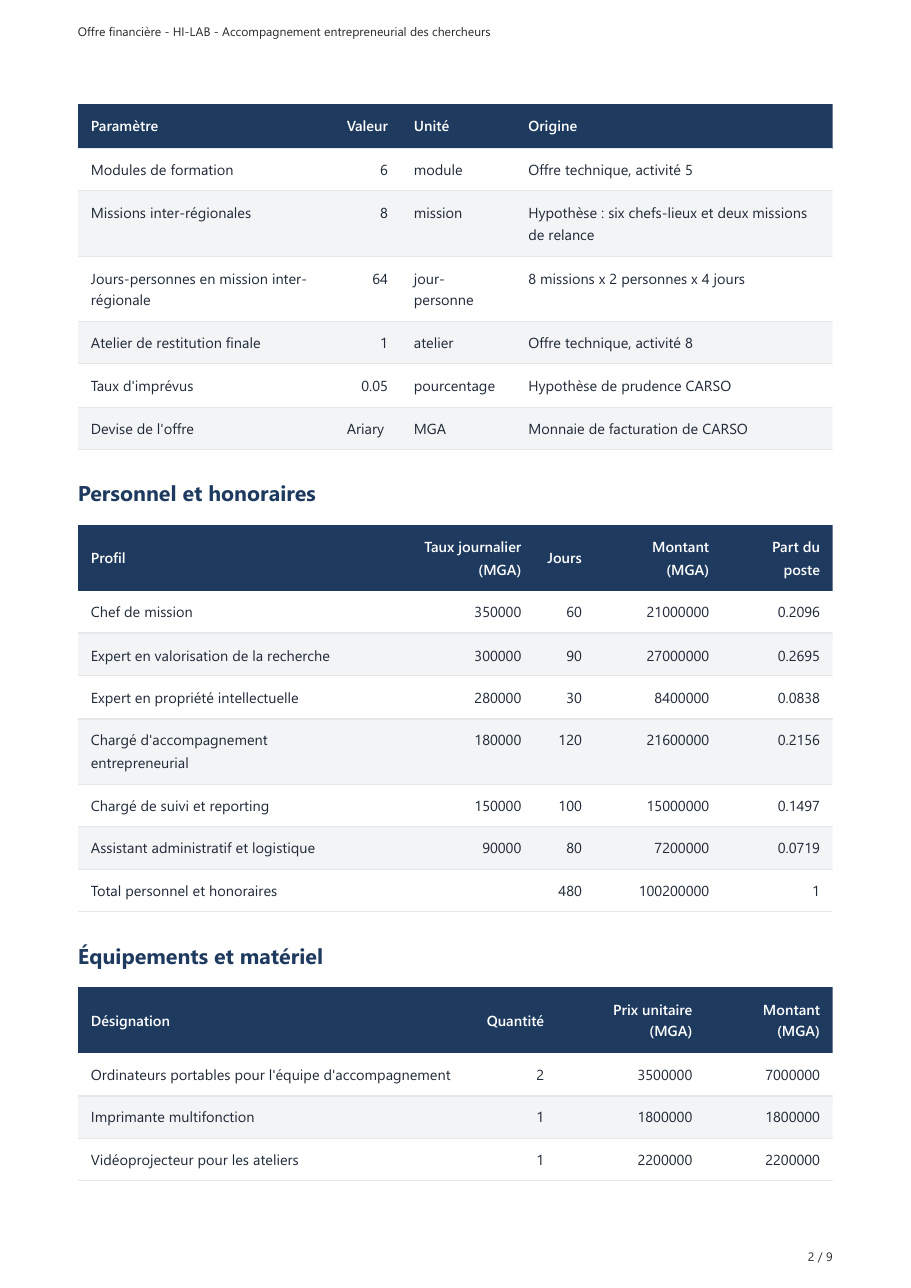 Offre financière - HI-LAB - Accompagnement entrepreneurial des chercheurs
Paramètre Valeur Unité Origine
Modules de formation 6 module Offre technique, activité 5
Missions inter-régionales 8 mission Hypothèse : six chefs-lieux et deux missions
de relance
Jours-personnes en mission inter- 64 jour- 8 missions x 2 personnes x 4 jours
régionale personne
Atelier de restitution finale 1 atelier Offre technique, activité 8
Taux d'imprévus 0.05 pourcentage Hypothèse de prudence CARSO
Devise de l'offre Ariary MGA Monnaie de facturation de CARSO
Personnel et honoraires
Profil Taux journalier (MGA) Jours Montant (MGA) Part du poste
Chef de mission 350000 60 21000000 0.2096
Expert en valorisation de la recherche 300000 90 27000000 0.2695
Expert en propriété intellectuelle 280000 30 8400000 0.0838
Chargé d'accompagnement 180000 120 21600000 0.2156
entrepreneurial
Chargé de suivi et reporting 150000 100 15000000 0.1497
Assistant administratif et logistique 90000 80 7200000 0.0719
Total personnel et honoraires 480 100200000 1
Équipements et matériel
Désignation Quantité Prix unitaire (MGA) Montant (MGA)
Ordinateurs portables pour l'équipe d'accompagnement 2 3500000 7000000
Imprimante multifonction 1 1800000 1800000
Vidéoprojecteur pour les ateliers 1 2200000 2200000
2 / 9